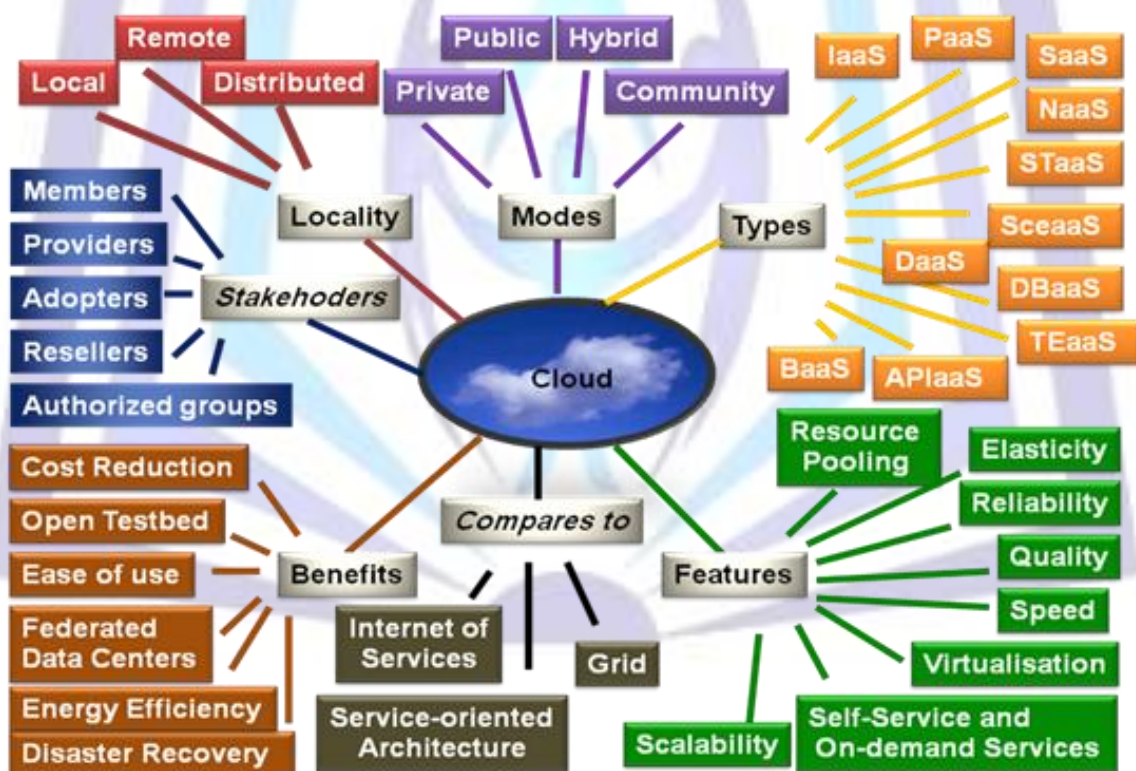 Remote
Public
Hybrid
PaaS
IaaS
SaaS
Local
Distributed
Private
Community
NaaS
STaaS
Members
Locality
Modes
Types
SceaaS
Providers
DaaS
Adopters
Stakehoders
DBaaS
Resellers
TEaaS
Cloud
BaaS
APIaaS
Authorized groups
Resource
Pooling
Elasticity
Cost Reduction
Reliability
Open Testbed
Compares to
Quality
Ease of use
Benefits
Features
Speed
Federated
Data Centers
Internet of
Services
Grid
Virtualisation
Energy Efficiency
Service-oriented
Architecture
Self-Service and
On-demand Services
Scalability
Disaster Recovery